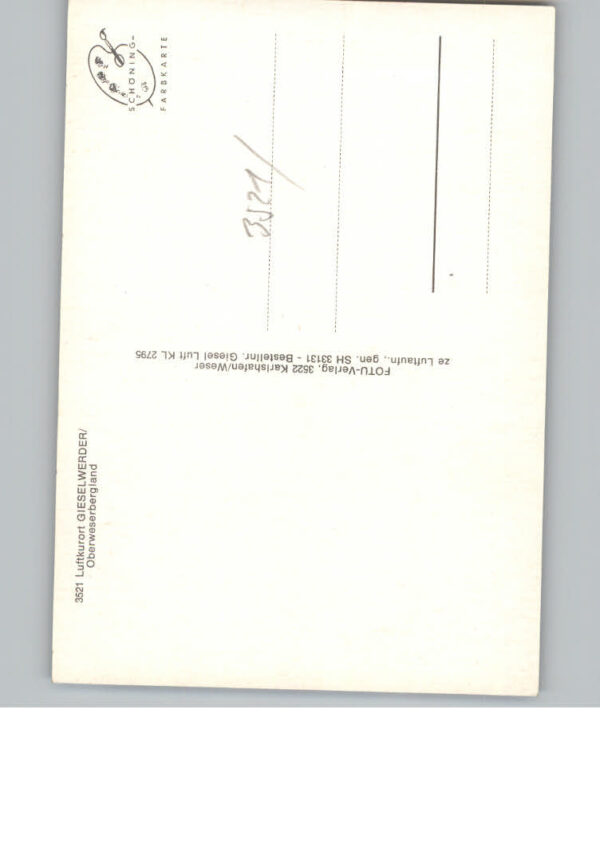 3521 Luftkurort GIESELWERDER/
Oberweserbergland
FOTU-Verlag, 3522 Karlshafen/Weser
ze Luftaufn., gen. SH 33131 - Bestellnr. Giesel Luft KL 2795
SCHÖNING-
FARBKARTE
3521/